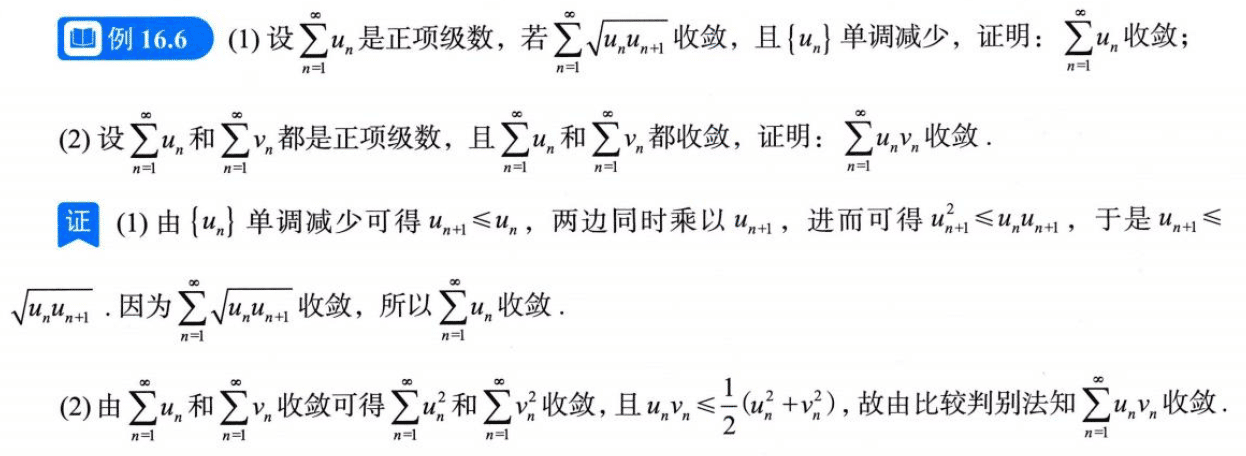 例 16.6 (1) 设 $\sum_{n=1}^{\infty} u_n$ 是正项级数，若 $\sum_{n=1}^{\infty} \sqrt{u_n u_{n+1}}$ 收敛，且 $\{u_n\}$ 单调减少，证明：$\sum_{n=1}^{\infty} u_n$ 收敛；
(2) 设 $\sum_{n=1}^{\infty} u_n$ 和 $\sum_{n=1}^{\infty} v_n$ 都是正项级数，且 $\sum_{n=1}^{\infty} u_n$ 和 $\sum_{n=1}^{\infty} v_n$ 都收敛，证明：$\sum_{n=1}^{\infty} u_n v_n$ 收敛．
证 (1) 由 $\{u_n\}$ 单调减少可得 $u_{n+1} \leqslant u_n$，两边同时乘以 $u_{n+1}$，进而可得 $u_{n+1}^2 \leqslant u_n u_{n+1}$，于是 $u_{n+1} \leqslant$
$\sqrt{u_n u_{n+1}}$．因为 $\sum_{n=1}^{\infty} \sqrt{u_n u_{n+1}}$ 收敛，所以 $\sum_{n=1}^{\infty} u_n$ 收敛．
(2) 由 $\sum_{n=1}^{\infty} u_n$ 和 $\sum_{n=1}^{\infty} v_n$ 收敛可得 $\sum_{n=1}^{\infty} u_n^2$ 和 $\sum_{n=1}^{\infty} v_n^2$ 收敛，且 $u_n v_n \leqslant \frac{1}{2}(u_n^2 + v_n^2)$，故由比较判别法知 $\sum_{n=1}^{\infty} u_n v_n$ 收敛．